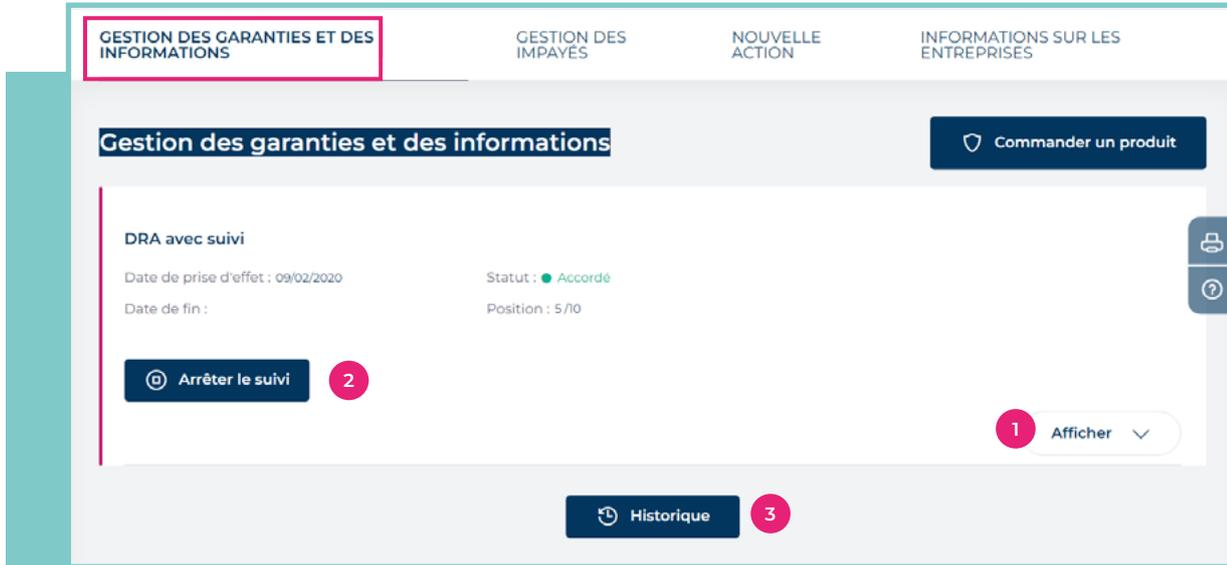 GESTION DES GARANTIES ET DES
INFORMATIONS
GESTION DES
IMPAYÉS
NOUVELLE
ACTION
INFORMATIONS SUR LES
ENTREPRISES
Gestion des garanties et des informations
Commander un produit
DRA avec suivi
Date de prise d'effet : 09/02/2020
Statut : Accordé
Date de fin :
Position : 5/10
Arrêter le suivi
2
1
Afficher
Historique
3